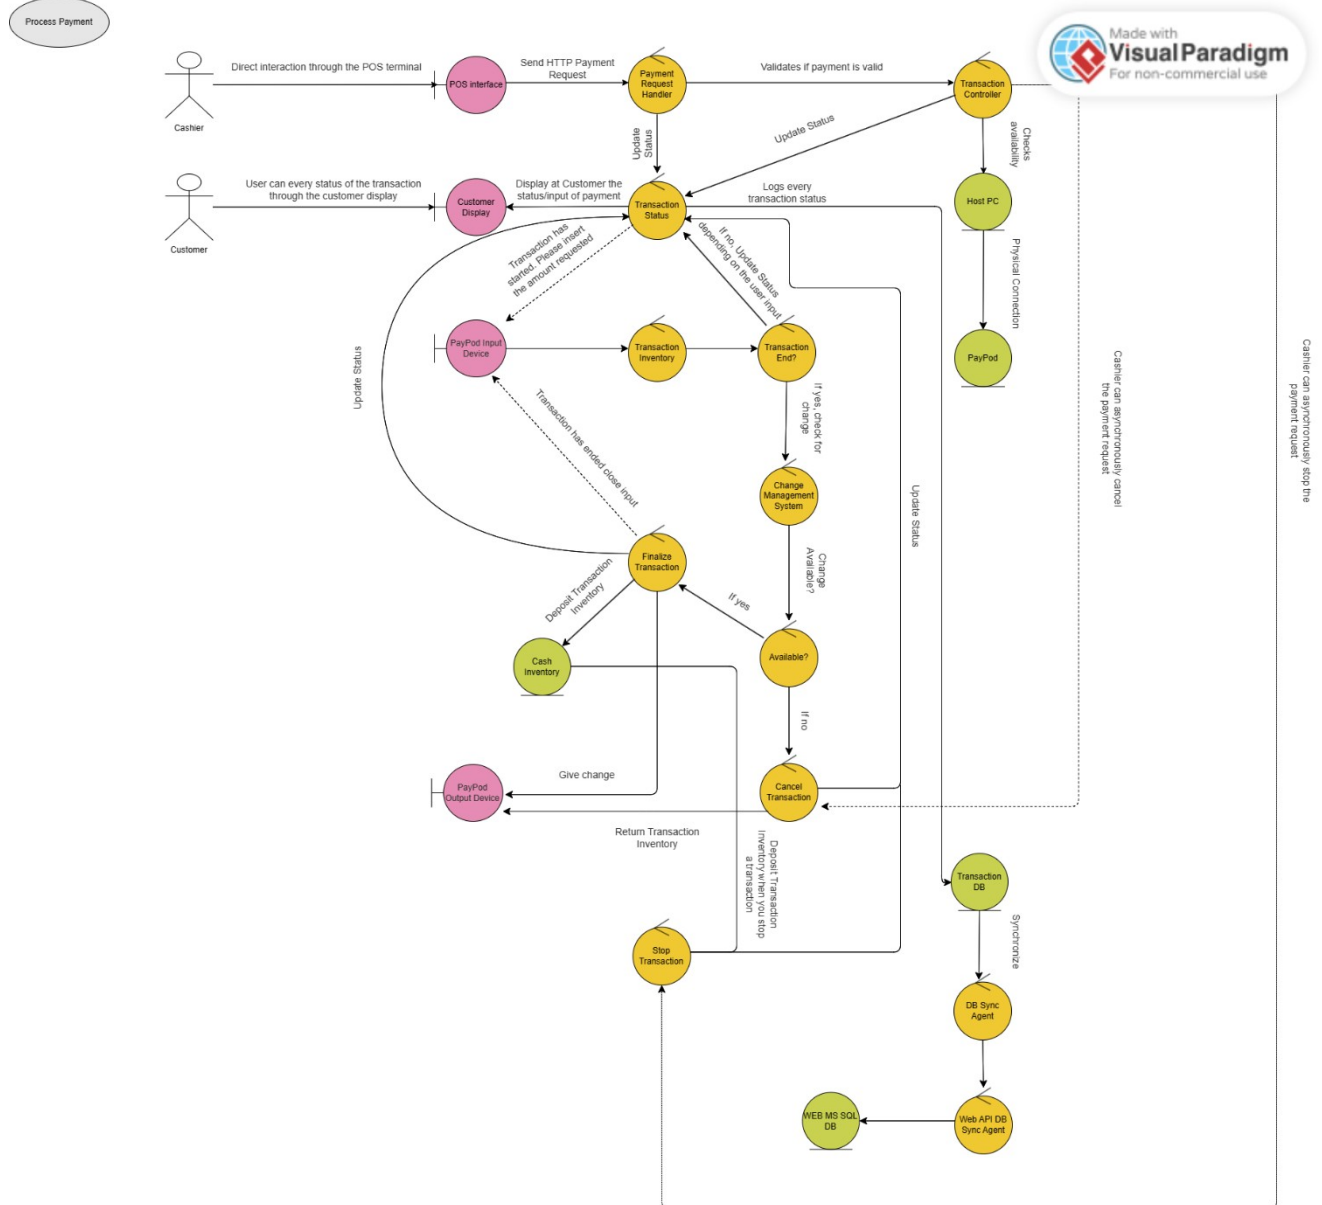 Process Payment
Made with
Visual Paradigm
For non-commercial use
Cashier
Direct interaction through the POS terminal
POS interface
Send HTTP Payment
Request
Payment
Request
Handler
Validates if payment is valid
Transaction
Controller
Update
Status
Update Status
Checks
availability
Customer
User can every status of the transaction
through the customer display
Customer
Display
Display at Customer the
status/input of payment
Transaction
Status
Logs every
transaction status
Host PC
Transaction has
started. Please insert
the amount requested
If no, Update Status
depending on the user input
Physical Connection
PayPod Input
Device
Transaction
Inventory
Transaction
End?
PayPod
Update Status
Transaction has ended close input
If yes, check for
change
Cashier can asynchronously cancel
the payment request
Cashier can asynchronously stop the
payment request
Change
Management
System
Update Status
Finalize
Transaction
Change
Available?
Deposit Transaction
Inventory
If yes
Available?
Cash
Inventory
If no
PayPod
Output Device
Give change
Cancel
Transaction
Return Transaction
Inventory
Deposit Transaction
Inventory when you stop
a transaction
Transaction
DB
Synchronize
Stop
Transaction
DB Sync
Agent
WEB MS SQL
DB
Web API DB
Sync Agent